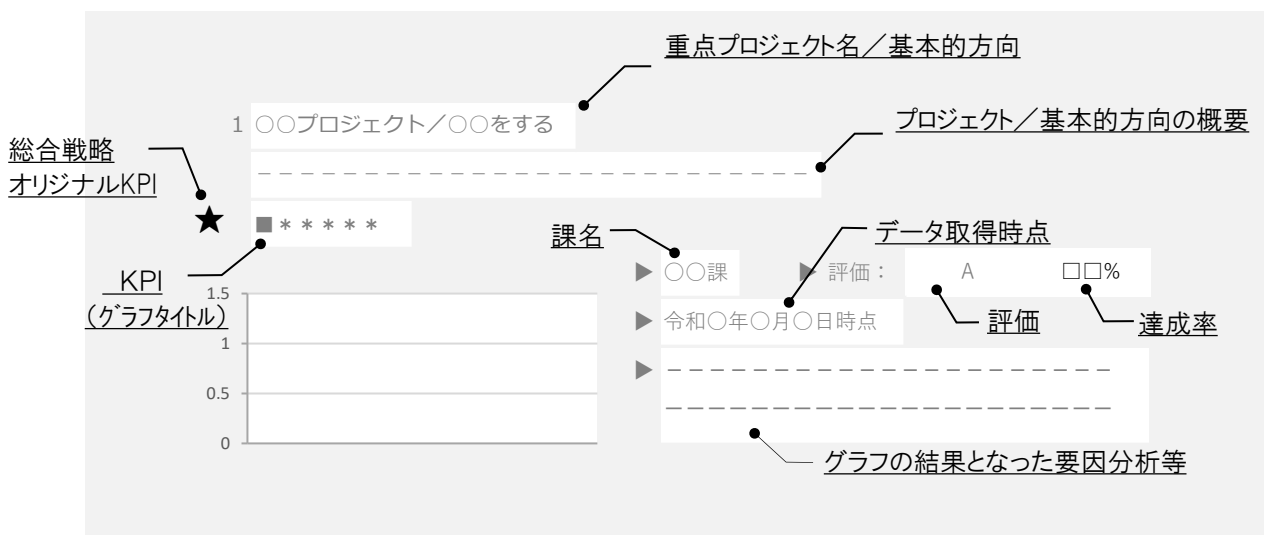 重点プロジェクト名／基本的方向
1 ○○プロジェクト／○○をする
プロジェクト／基本的方向の概要
総合戦略
オリジナルKPI
－－－－－－－－－－－－－－－－－－－－－－－
★
■＊＊＊＊＊
課名
データ取得時点
▶ ○○課
▶ 評価：
A
□□%
KPI
(グラフタイトル)
▶ 令和○年○月○日時点
評価
達成率
1.5
1
0.5
0
▶ －－－－－－－－－－－－－－－－－－－－－
－－－－－－－－－－－－－－－－－－－－－
グラフの結果となった要因分析等